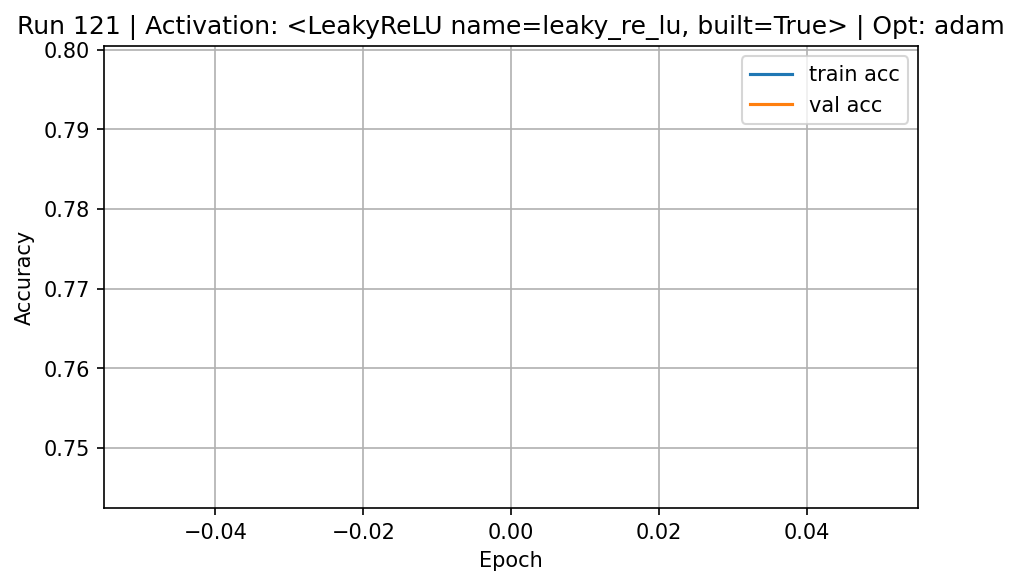 Run 121 | Activation: <LeakyReLU name=leaky_re_lu, built=True> | Opt: adam
train acc
val acc
0.80
0.79
0.78
0.77
0.76
0.75
Accuracy
−0.04
−0.02
0.00
0.02
0.04
Epoch